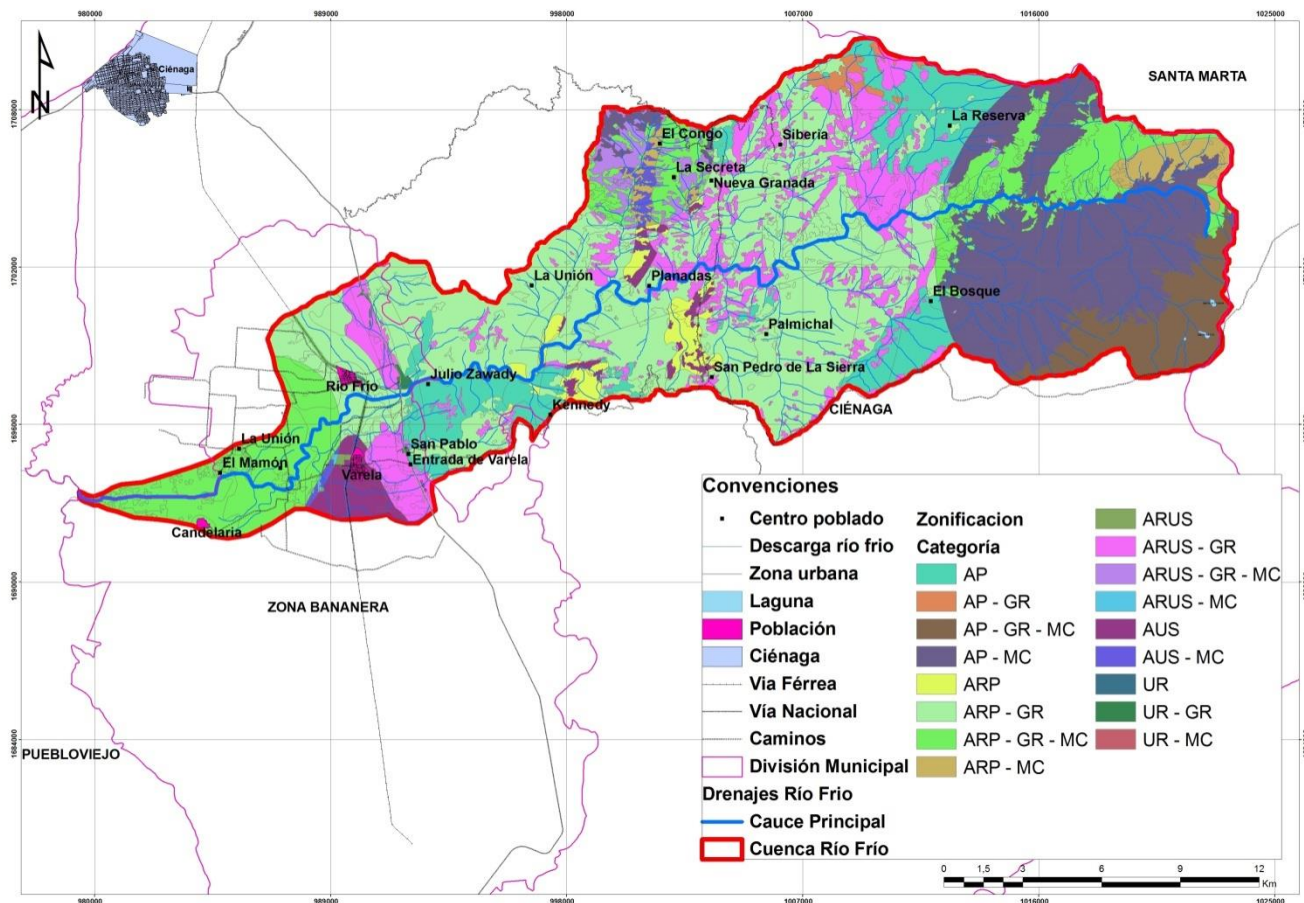 980000 989000 998000 1007000 1016000 1025000
SANTA MARTA
Ciénaga
N
1708000
La Reserva
El Congo
Siberia
La Secreta
Nueva Granada
1702000
La Unión
Planadas
El Bosque
Palmichal
San Pedro de La Sierra
Río Frio
Julio Zawady
CIÉNAGA
Kennedy
1696000
La Unión
San Pablo
El Mamón
Entrada de Varela
Varela
Candelaria
1690000
ZONA BANANERA
1684000
PUEBLOVIEJO
Convenciones
Centro poblado
Descarga río frio
Zona urbana
Laguna
Población
Ciénaga
Via Férrea
Vía Nacional
Caminos
División Municipal
Drenajes Río Frio
Cauce Principal
Cuenca Río Frío
Zonificacion
Categoría
AP
AP - GR
AP - GR - MC
AP - MC
ARP
ARP - GR
ARP - GR - MC
ARP - MC
ARUS
ARUS - GR
ARUS - GR - MC
ARUS - MC
AUS
AUS - MC
UR
UR - GR
UR - MC
0 1,5 3 6 9 12
Km
980000 989000 998000 1007000 1016000 1025000